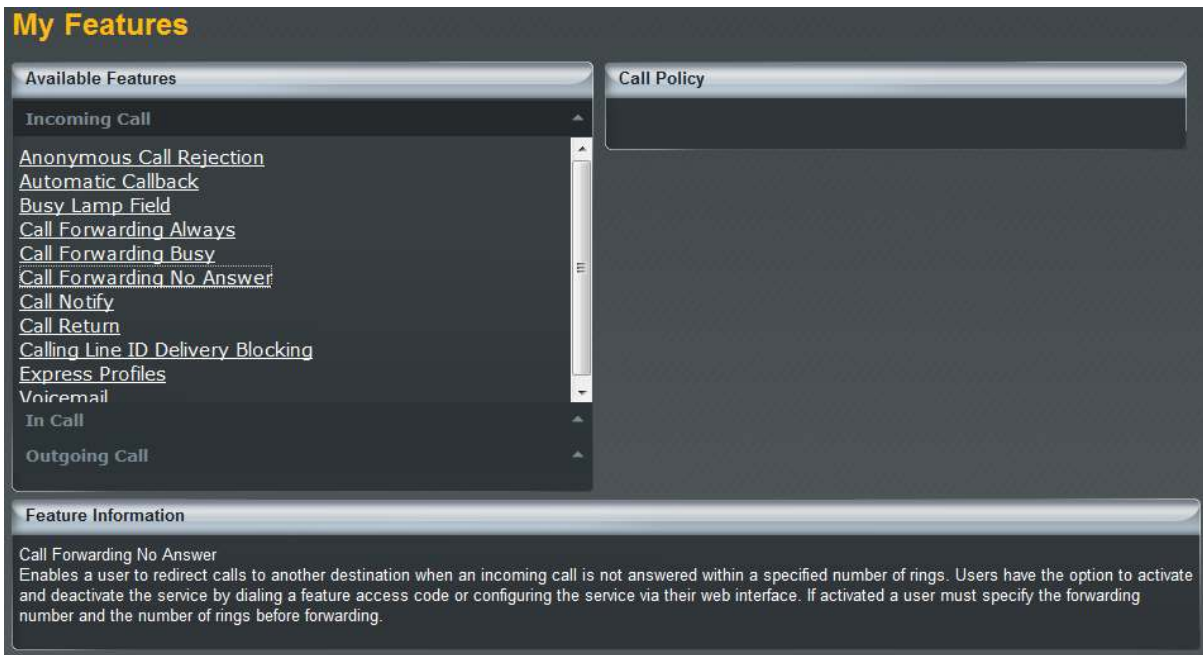 My Features
Available Features
Incoming Call
Anonymous Call Rejection
Automatic Callback
Busy Lamp Field
Call Forwarding Always
Call Forwarding Busy
Call Forwarding No Answer
Call Notify
Call Return
Calling Line ID Delivery Blocking
Express Profiles
Voicemail
In Call
Outgoing Call
Call Policy
Feature Information
Call Forwarding No Answer
Enables a user to redirect calls to another destination when an incoming call is not answered within a specified number of rings. Users have the option to activate
and deactivate the service by dialing a feature access code or configuring the service via their web interface. If activated a user must specify the forwarding
number and the number of rings before forwarding.